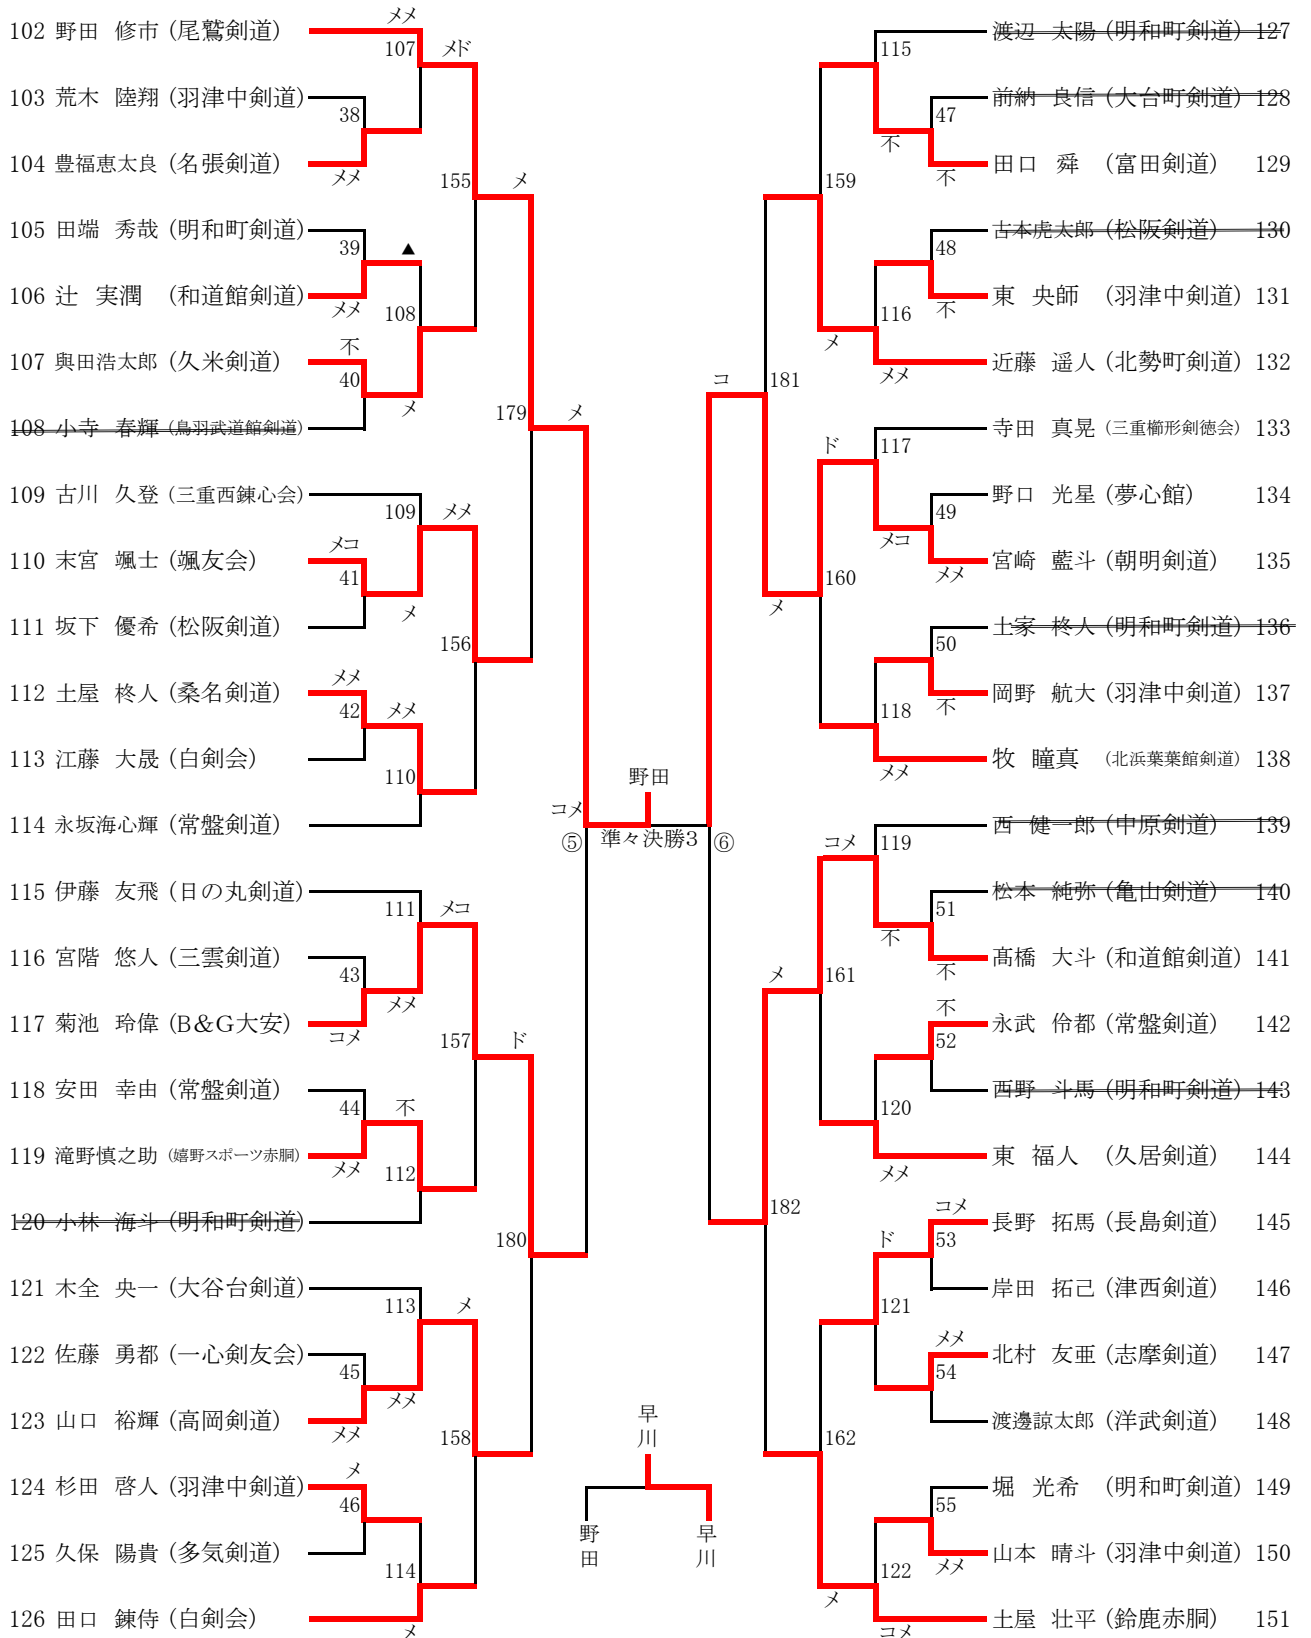 102 野田 修市 (尾鷲剣道)
103 荒木 陸翔 (羽津中剣道)
104 豊福恵太良 (名張剣道)
105 田端 秀哉 (明和町剣道)
106 辻 実潤 (和道館剣道)
107 與田浩太郎 (久米剣道)
108 小寺 春輝 (鳥羽武道館剣道)
109 古川 久登 (三重西錬心会)
110 末宮 颯士 (颯友会)
111 坂下 優希 (松阪剣道)
112 土屋 柊人 (桑名剣道)
113 江藤 大晟 (白剣会)
114 永坂海心輝 (常盤剣道)
115 伊藤 友飛 (日の丸剣道)
116 宮階 悠人 (三雲剣道)
117 菊池 玲偉 (B&G大安)
118 安田 幸由 (常盤剣道)
119 滝野慎之助 (嬉野スポーツ赤胴)
120 小林 海斗 (明和町剣道)
121 木全 央一 (大谷台剣道)
122 佐藤 勇都 (一心剣友会)
123 山口 裕輝 (高岡剣道)
124 杉田 啓人 (羽津中剣道)
125 久保 陽貴 (多気剣道)
126 田口 錬侍 (白剣会)
メメ
107
メド
38
メメ
155
メ
39
▲
メメ
108
不
40
メ
179
メ
109
メメ
メコ
41
メ
156
メメ
42
メメ
110
コメ
⑤
111
メコ
43
メメ
コメ
157
ド
44
不
メメ
112
180
113
メ
45
メメ
メメ
158
メ
46
114
メ
野田
準々決勝3
早川
野田
早川
渡辺 太陽 (明和町剣道) 127
前納 良信 (大台町剣道) 128
田口 舜 (富田剣道) 129
古本虎太郎 (松阪剣道) 130
東 央師 (羽津中剣道) 131
近藤 遥人 (北勢町剣道) 132
寺田 真晃 (三重櫛形剣徳会) 133
野口 光星 (夢心館) 134
宮崎 藍斗 (朝明剣道) 135
土家 柊人 (明和町剣道) 136
岡野 航大 (羽津中剣道) 137
牧 瞳真 (北浜葉葉館剣道) 138
西 健一郎 (中原剣道) 139
松本 純弥 (亀山剣道) 140
髙橋 大斗 (和道館剣道) 141
永武 伶都 (常盤剣道) 142
西野 斗馬 (明和町剣道) 143
東 福人 (久居剣道) 144
長野 拓馬 (長島剣道) 145
岸田 拓己 (津西剣道) 146
北村 友亜 (志摩剣道) 147
渡邊諒太郎 (洋武剣道) 148
堀 光希 (明和町剣道) 149
山本 晴斗 (羽津中剣道) 150
土屋 壮平 (鈴鹿赤胴) 151
115
47
不
不
159
48
不
116
メ
メメ
コ
181
ド
117
49
メコ
メメ
160
メ
50
不
118
メメ
⑥
コメ
119
51
不
不
メ
161
不
52
120
メメ
182
コメ
53
ド
121
メメ
54
162
55
メメ
122
メ
コメ